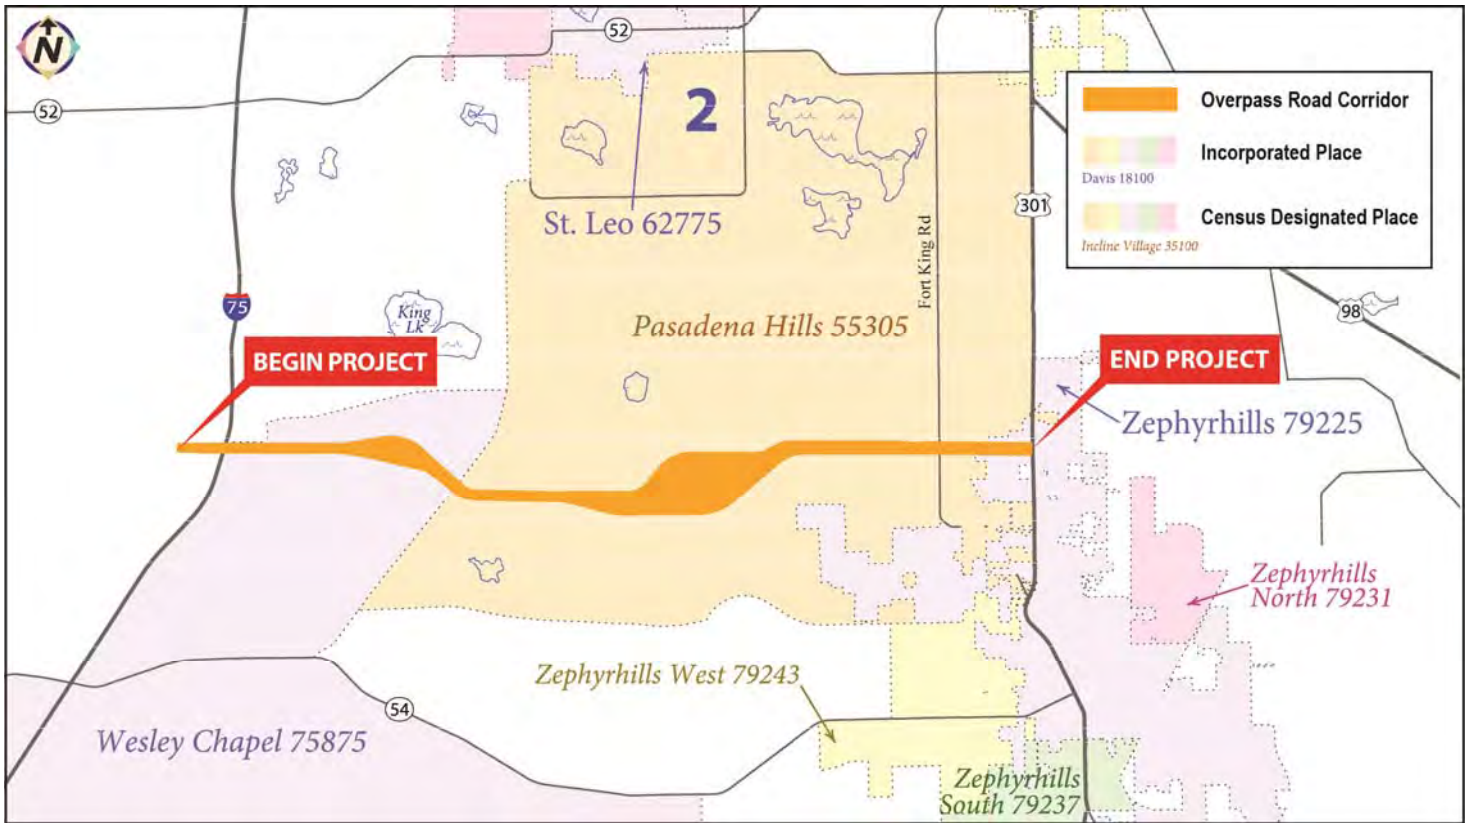 N
52
52
2
Overpass Road Corridor
Incorporated Place
Davis 18100
Census Designated Place
Incline Village 35100
301
St. Leo 62775
Fort King Rd
75
King
Lk
98
Pasadena Hills 55305
BEGIN PROJECT
END PROJECT
Zephyrhills 79225
Zephyrhills
North 79231
Zephyrhills West 79243
54
Wesley Chapel 75875
Zephyrhills
South 79237